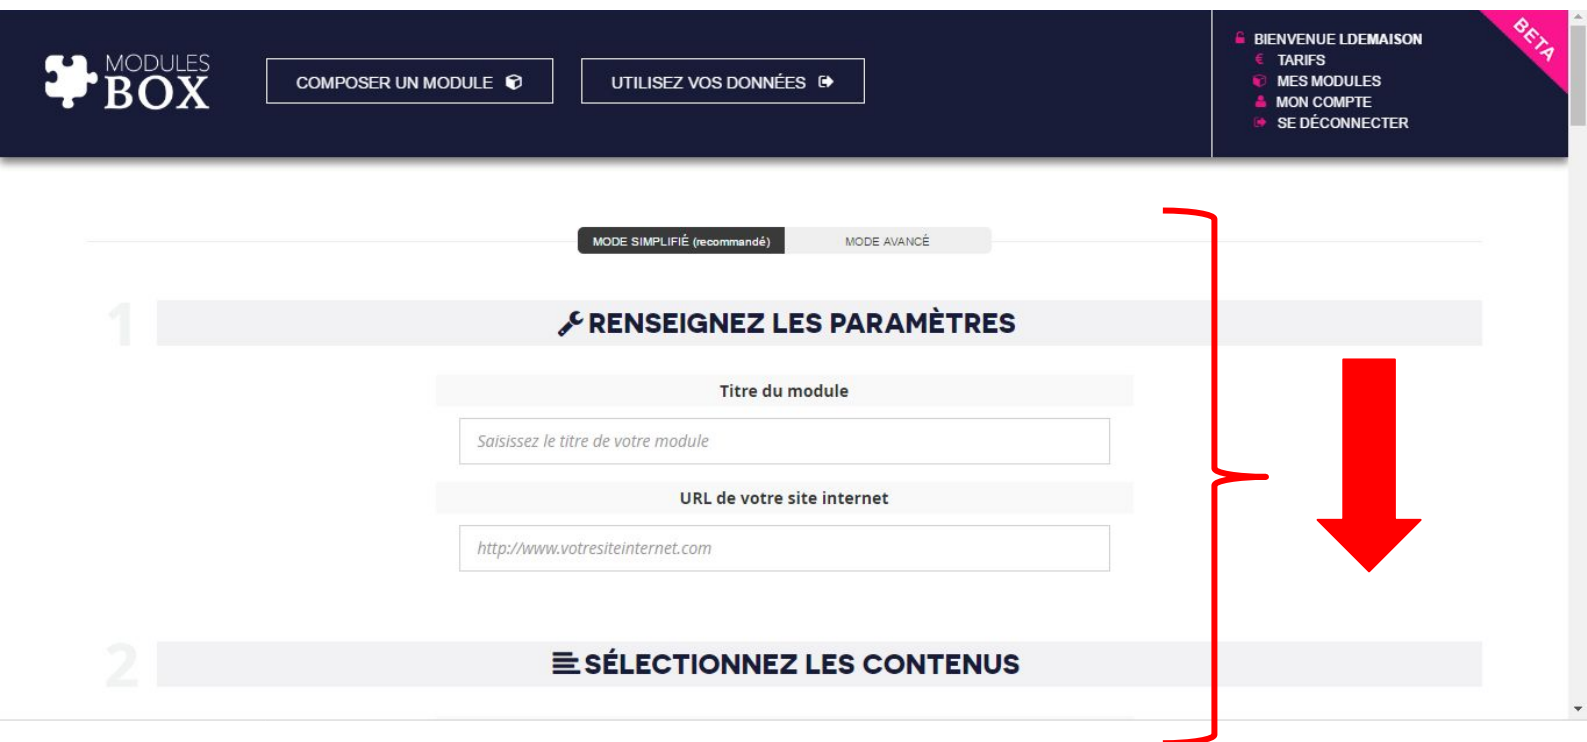 MODULES
BOX
COMPOSER UN MODULE
UTILISEZ VOS DONNÉES
BIENVENUE LDEMAISON
€ TARIFS
MES MODULES
MON COMPTE
SE DÉCONNECTER
BETA
MODE SIMPLIFIÉ (recommandé)
MODE AVANCÉ
1
RENSEIGNEZ LES PARAMÈTRES
Titre du module
Saisissez le titre de votre module
URL de votre site internet
http://www.votresiteinternet.com
2
SÉLECTIONNEZ LES CONTENUS